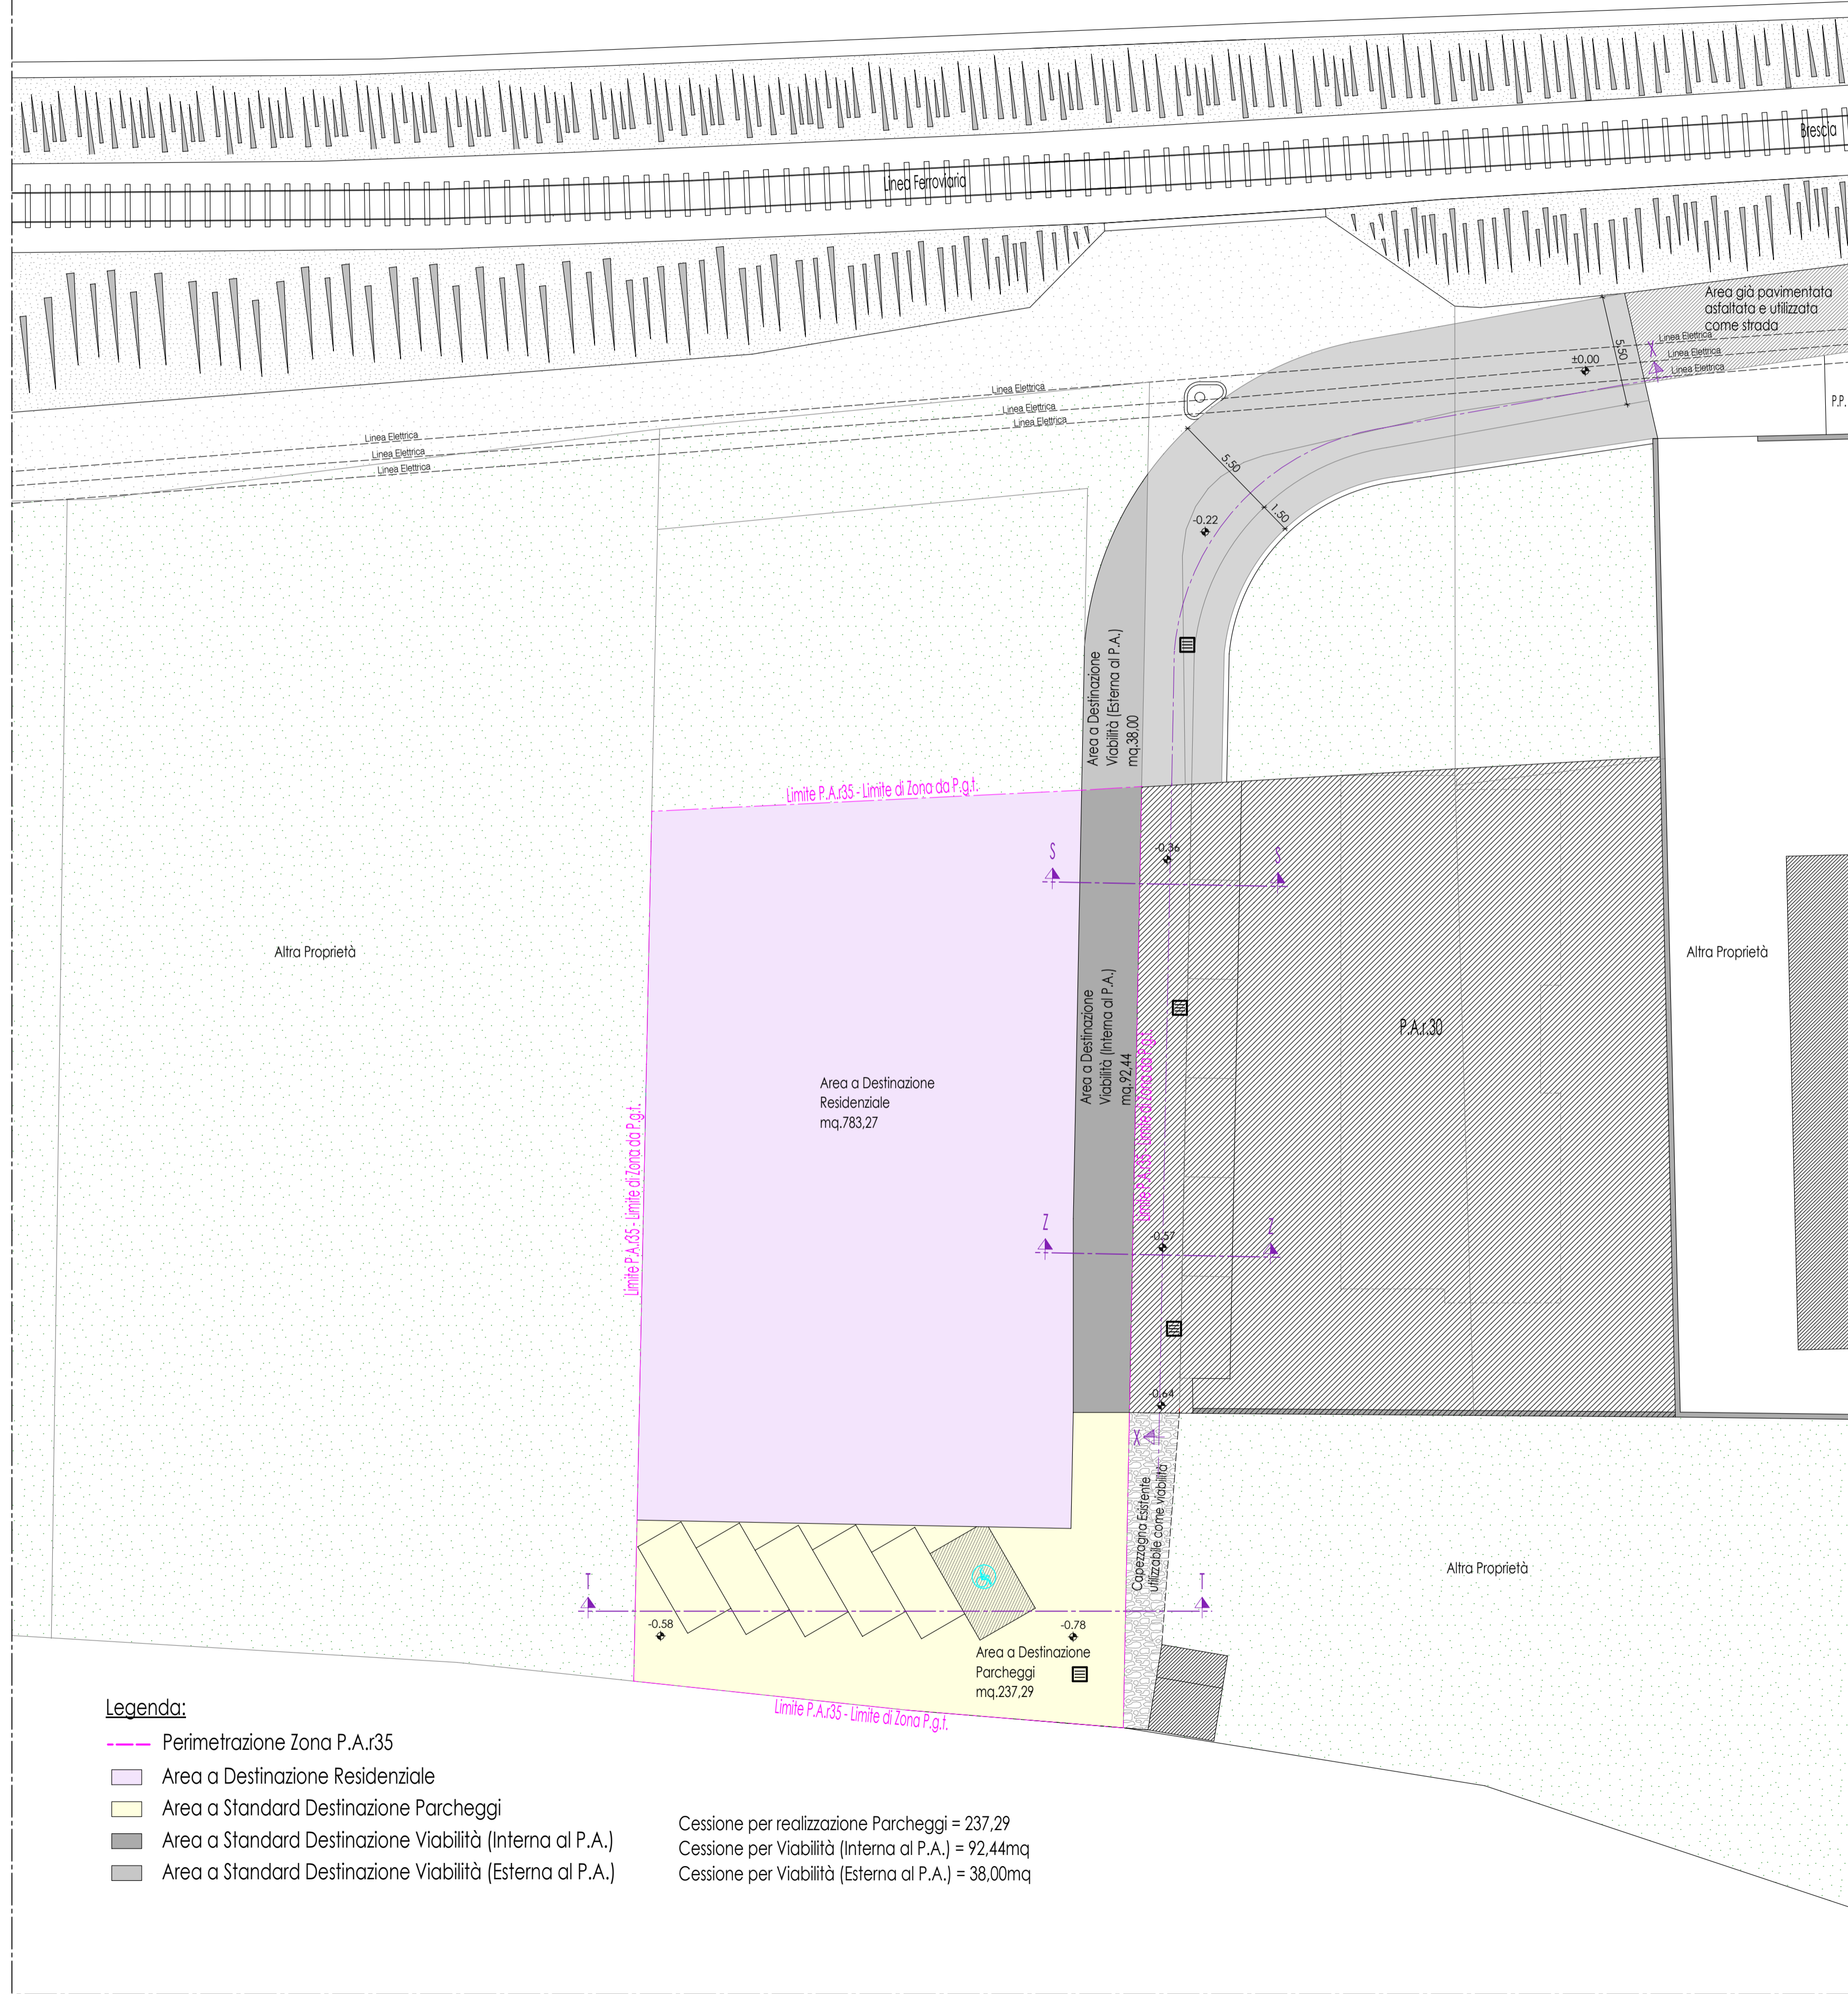 Brescia
Linea Ferroviaria
Area già pavimentata
asfaltata e utilizzata
come strada
Linea Elettrica
Linea Elettrica
Linea Elettrica
5.50
X
±0.00
P.P.
Linea Elettrica
Linea Elettrica
Linea Elettrica
Linea Elettrica
Linea Elettrica
Linea Elettrica
5.50
1.50
-0.22
Area a Destinazione
Viabilità (Esterna al P.A.)
mq.38,00
Limite P.A.r35 - Limite di Zona da P.g.t.
S
-0.36
S
Altra Proprietà
Altra Proprietà
Area a Destinazione
Viabilità (Interna al P.A.)
mq.92,44
Limite P.A.r35 - Limite di Zona da P.g.t.
P.A.r.30
Area a Destinazione
Residenziale
mq.783,27
Limite P.A.r35 - Limite di Zona da P.g.t.
Z
-0.57
Z
-0.64
X
Capezzagna Esistente
utilizzabile come viabilità
Altra Proprietà
T
T
-0.58
-0.78
Area a Destinazione
Parcheggi
mq.237,29
Limite P.A.r35 - Limite di Zona P.g.t.
Legenda:
Perimetrazione Zona P.A.r35
Area a Destinazione Residenziale
Area a Standard Destinazione Parcheggi
Area a Standard Destinazione Viabilità (Interna al P.A.)
Area a Standard Destinazione Viabilità (Esterna al P.A.)
Cessione per realizzazione Parcheggi = 237,29
Cessione per Viabilità (Interna al P.A.) = 92,44mq
Cessione per Viabilità (Esterna al P.A.) = 38,00mq